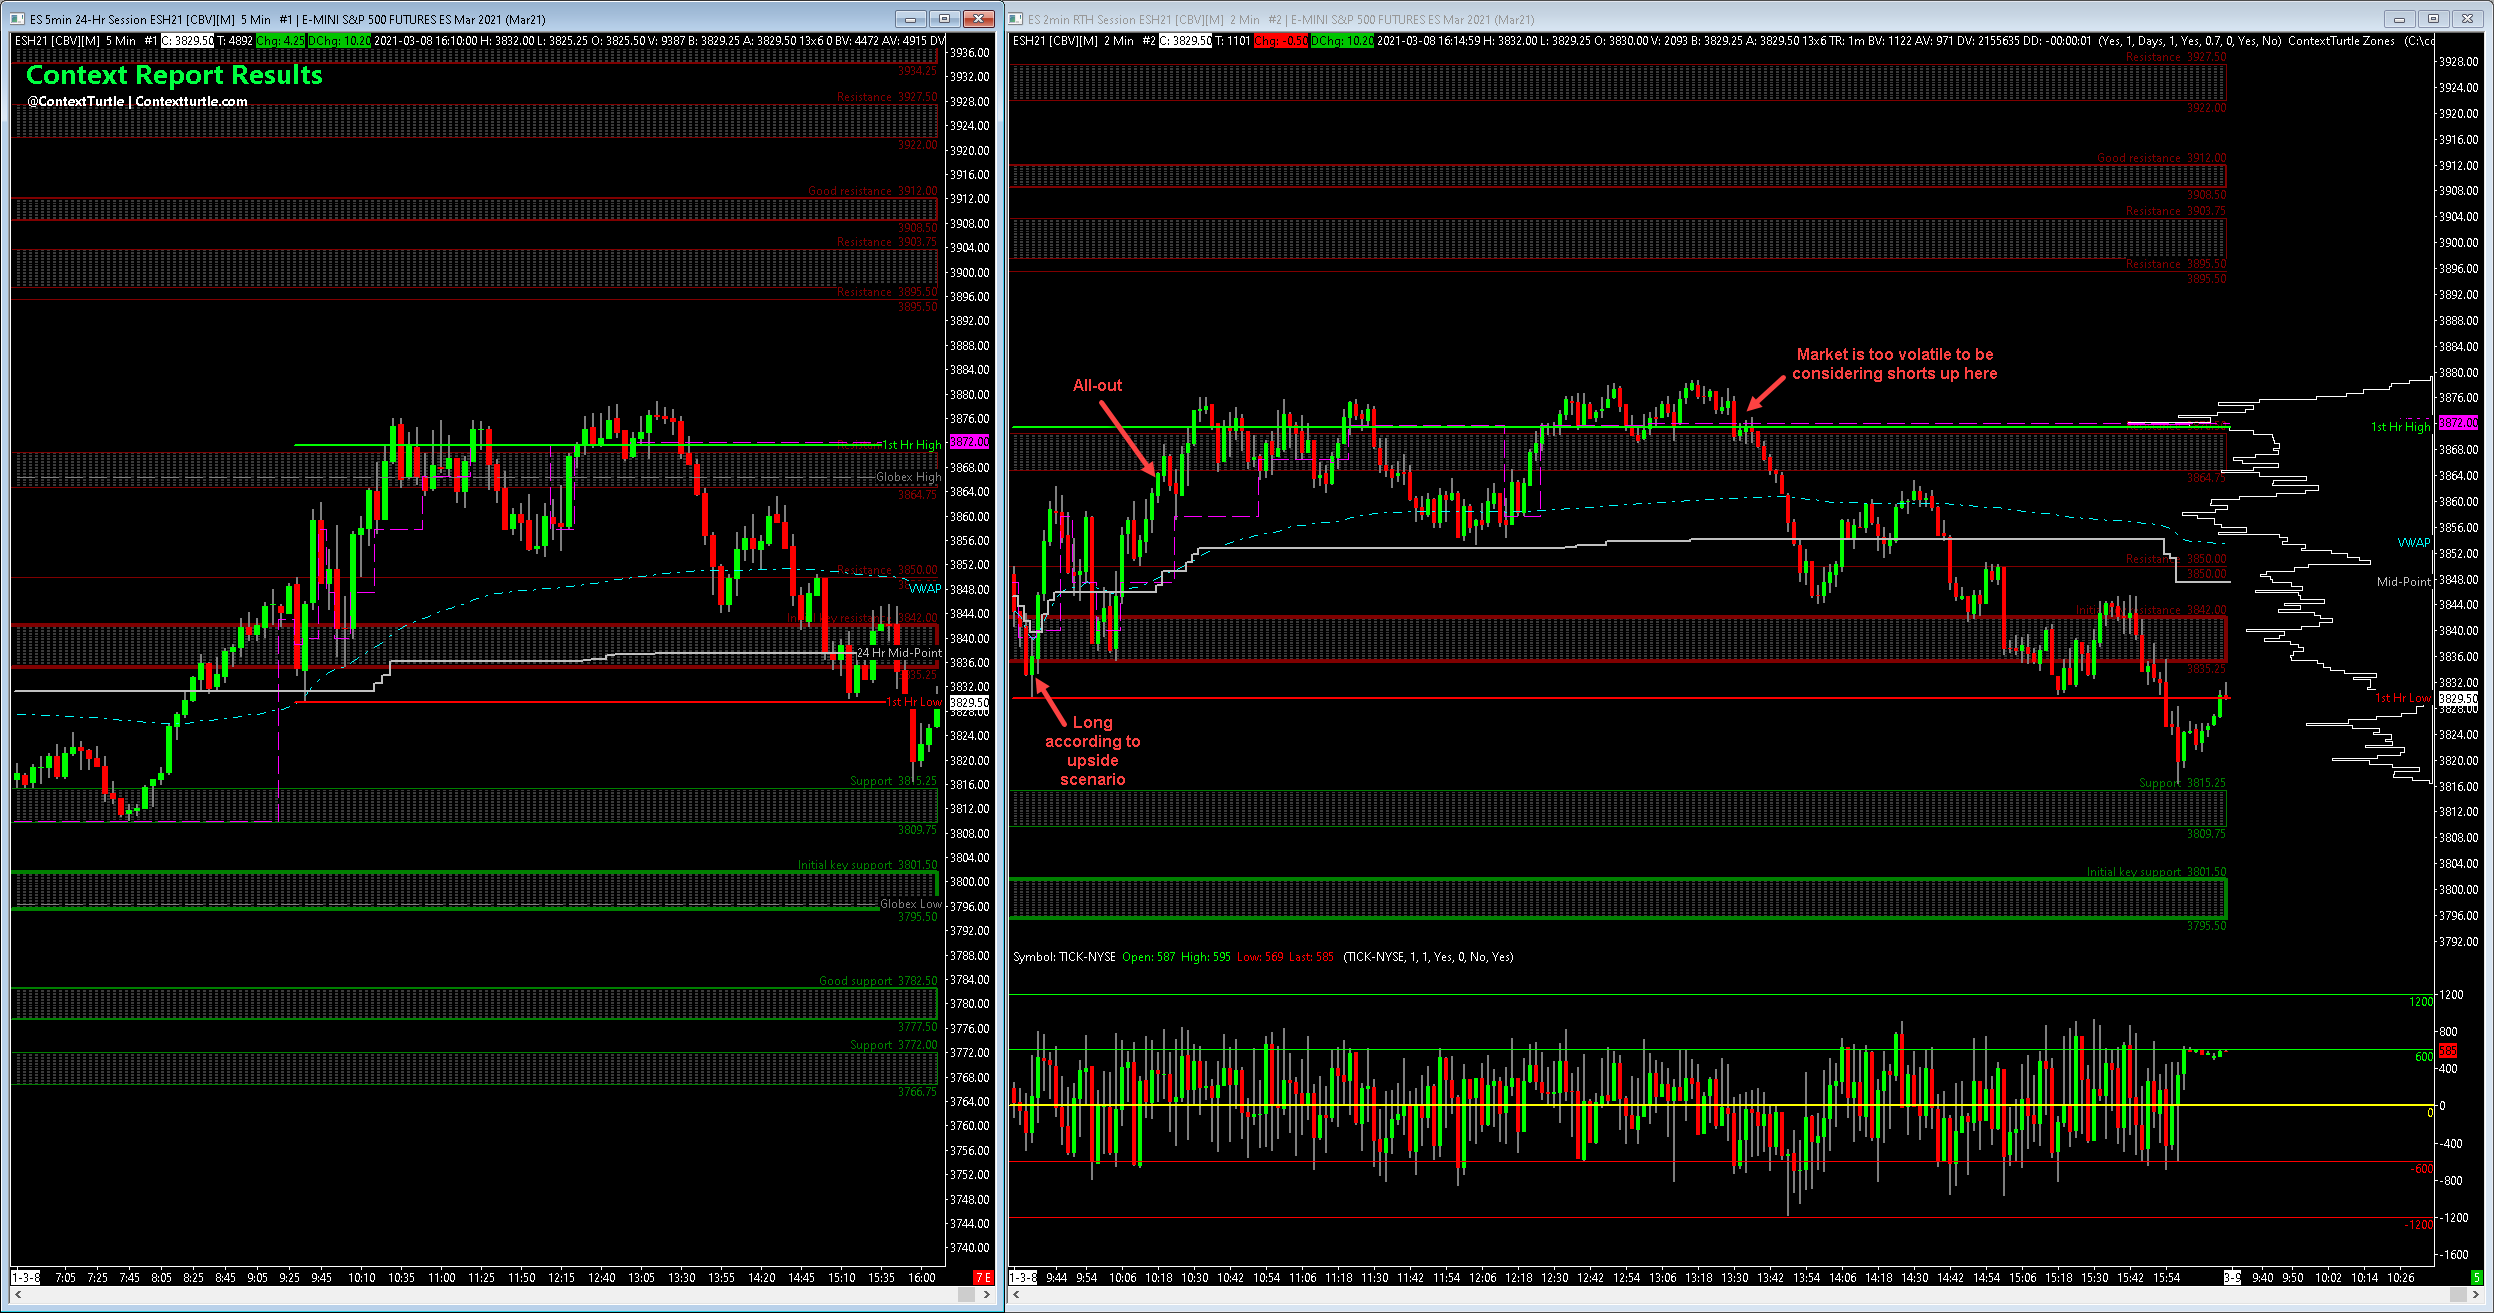 ES 5min 24-Hr Session ESH21 [CBV][M] 5 Min #1 | E-MINI S&P 500 FUTURES ES Mar 2021 (Mar21)
ESH21 [CBV][M] 5 Min #1 C: 3829.50 T: 4892 Chg: 4.25 DChg: 10.20 2021-03-08 16:10:00 H: 3832.00 L: 3825.25 O: 3825.50 V: 9387 B: 3829.25 A: 3829.50 13x6 0 BV: 4472 AV: 4915 DV
Context Report Results
@ContextTurtle | Contextturtle.com
3934.25
Resistance 3927.50
3922.00
Good resistance 3912.00
3908.50
Resistance 3903.75
Resistance 3895.50
3895.50
1st Hr High
Globex High
3864.75
Resistance 3850.00
VWAP
Initial key resistance 3842.00
24 Hr Mid-Point
3835.25
1st Hr Low
Support 3815.25
3809.75
Initial key support 3801.50
Globex Low
3795.50
Good support 3782.50
3777.50
Support 3772.00
3766.75
3936.00
3932.00
3928.00
3924.00
3920.00
3916.00
3912.00
3908.00
3904.00
3900.00
3896.00
3892.00
3888.00
3884.00
3880.00
3876.00
3872.00
3868.00
3864.00
3860.00
3856.00
3852.00
3848.00
3844.00
3840.00
3836.00
3832.00
3829.50
3828.00
3824.00
3820.00
3816.00
3812.00
3808.00
3804.00
3800.00
3796.00
3792.00
3788.00
3784.00
3780.00
3776.00
3772.00
3768.00
3764.00
3760.00
3756.00
3752.00
3748.00
3744.00
3740.00
1-3-8 7:05 7:25 7:45 8:05 8:25 8:45 9:05 9:25 9:45 10:10 10:35 11:00 11:25 11:50 12:15 12:40 13:05 13:30 13:55 14:20 14:45 15:10 15:35 16:00 7 E
ES 2min RTH Session ESH21 [CBV][M] 2 Min #2 | E-MINI S&P 500 FUTURES ES Mar 2021 (Mar21)
ESH21 [CBV][M] 2 Min #2 C: 3829.50 T: 1101 Chg: -0.50 DChg: 10.20 2021-03-08 16:14:59 H: 3832.00 L: 3829.25 O: 3830.00 V: 2093 B: 3829.25 A: 3829.50 13x6 TR: 1m BV: 1122 AV: 971 DV: 2155635 DD: -00:00:01 (Yes, 1, Days, 1, Yes, 0.7, 0, Yes, No) ContextTurtle Zones
Resistance 3927.50
3922.00
Good resistance 3912.00
3908.50
Resistance 3903.75
Resistance 3895.50
3895.50
Market is too volatile to be
considering shorts up here
All-out
1st Hr High
3864.75
VWAP
Resistance 3850.00
3850.00
Mid-Point
3842.00
3835.25
1st Hr Low
Long
according to
upside
scenario
Support 3815.25
3809.75
Initial key support 3801.50
3795.50
3928.00
3924.00
3920.00
3916.00
3912.00
3908.00
3904.00
3900.00
3896.00
3892.00
3888.00
3884.00
3880.00
3876.00
3872.00
3868.00
3864.00
3860.00
3856.00
3852.00
3848.00
3844.00
3840.00
3836.00
3832.00
3829.50
3828.00
3824.00
3820.00
3816.00
3812.00
3808.00
3804.00
3800.00
3796.00
3792.00
Symbol: TICK-NYSE Open: 587 High: 595 Low: 569 Last: 585 (TICK-NYSE, 1, 1, Yes, 0, No, Yes)
1200
1200
800
585
600
400
0
0
-400
-600
-800
-1200
-1200
-1600
1-3-8 9:44 9:54 10:06 10:18 10:30 10:42 10:54 11:06 11:18 11:30 11:42 11:54 12:06 12:18 12:30 12:42 12:54 13:06 13:18 13:30 13:42 13:54 14:06 14:18 14:30 14:42 14:54 15:06 15:18 15:30 15:42 15:54 3-9 9:40 9:50 10:02 10:14 10:26 5